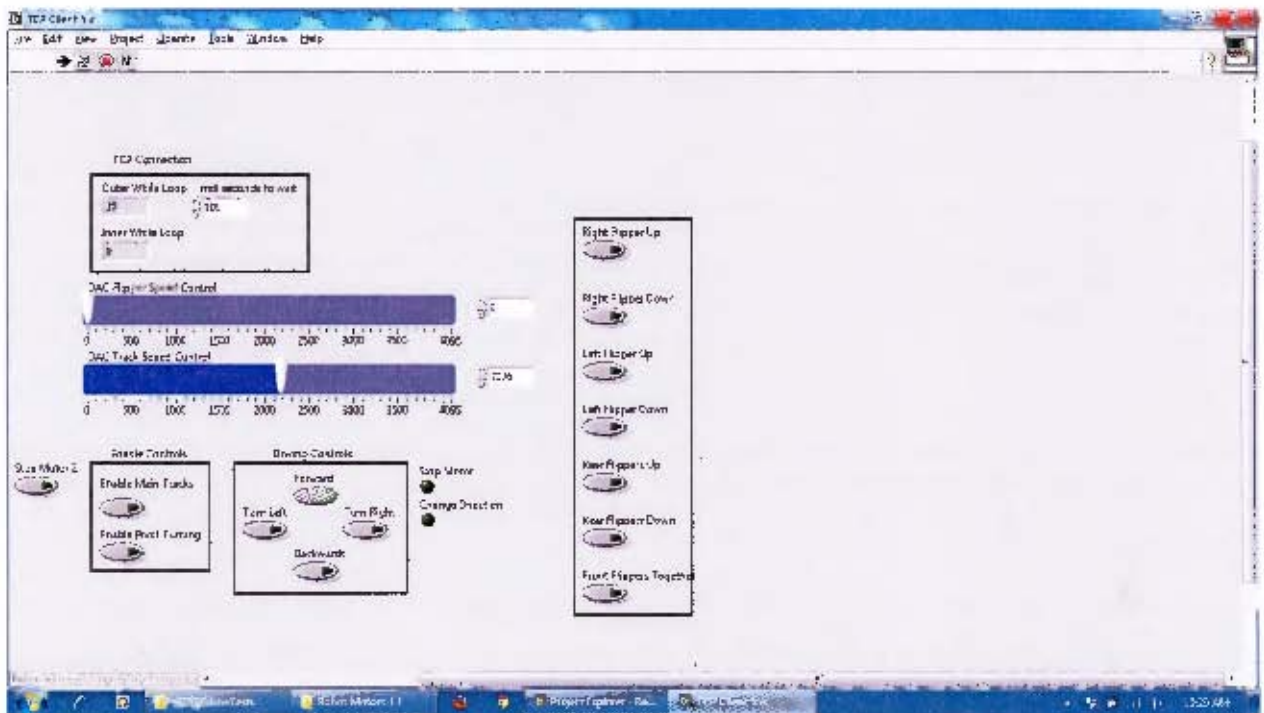 TCP Client
Edit View Project Operate Tools Window Help
TCP Connection
Outer While Loop milliseconds to wait
Inner While Loop
DAC Flipper Speed Control
0 500 1000 1500 2000 2500 3000 3500 4095
DAC Track Speed Control
0 500 1000 1500 2000 2500 3000 3500 4095
Right Flipper Up
Right Flipper Down
Left Flipper Up
Left Flipper Down
Rear Flippers Up
Rear Flippers Down
Front Flippers Together
Stop Motor 2
Enable Controls
Enable Main Tracks
Enable Pivot Turning
Driving Controls
Forward
Turn Left Turn Right
Backwards
Stop Motor
Change Direction
Project Explorer